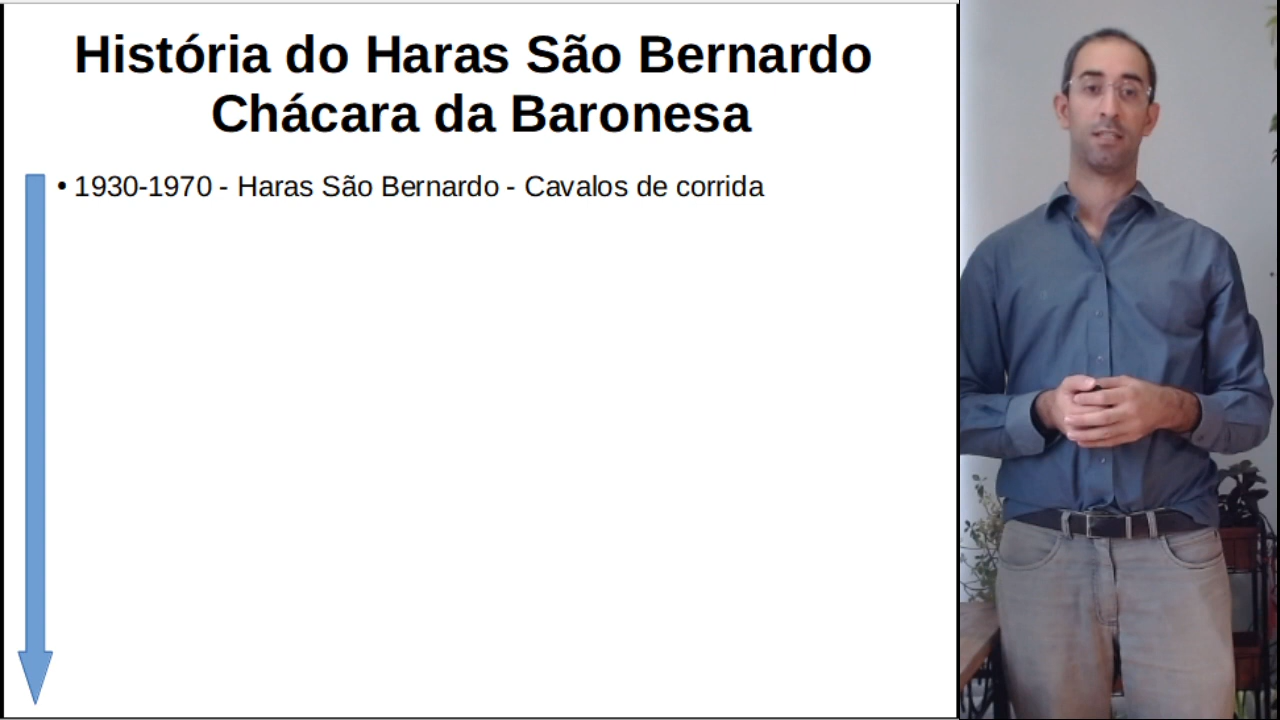 História do Haras São Bernardo
Chácara da Baronesa
• 1930-1970 - Haras São Bernardo - Cavalos de corrida